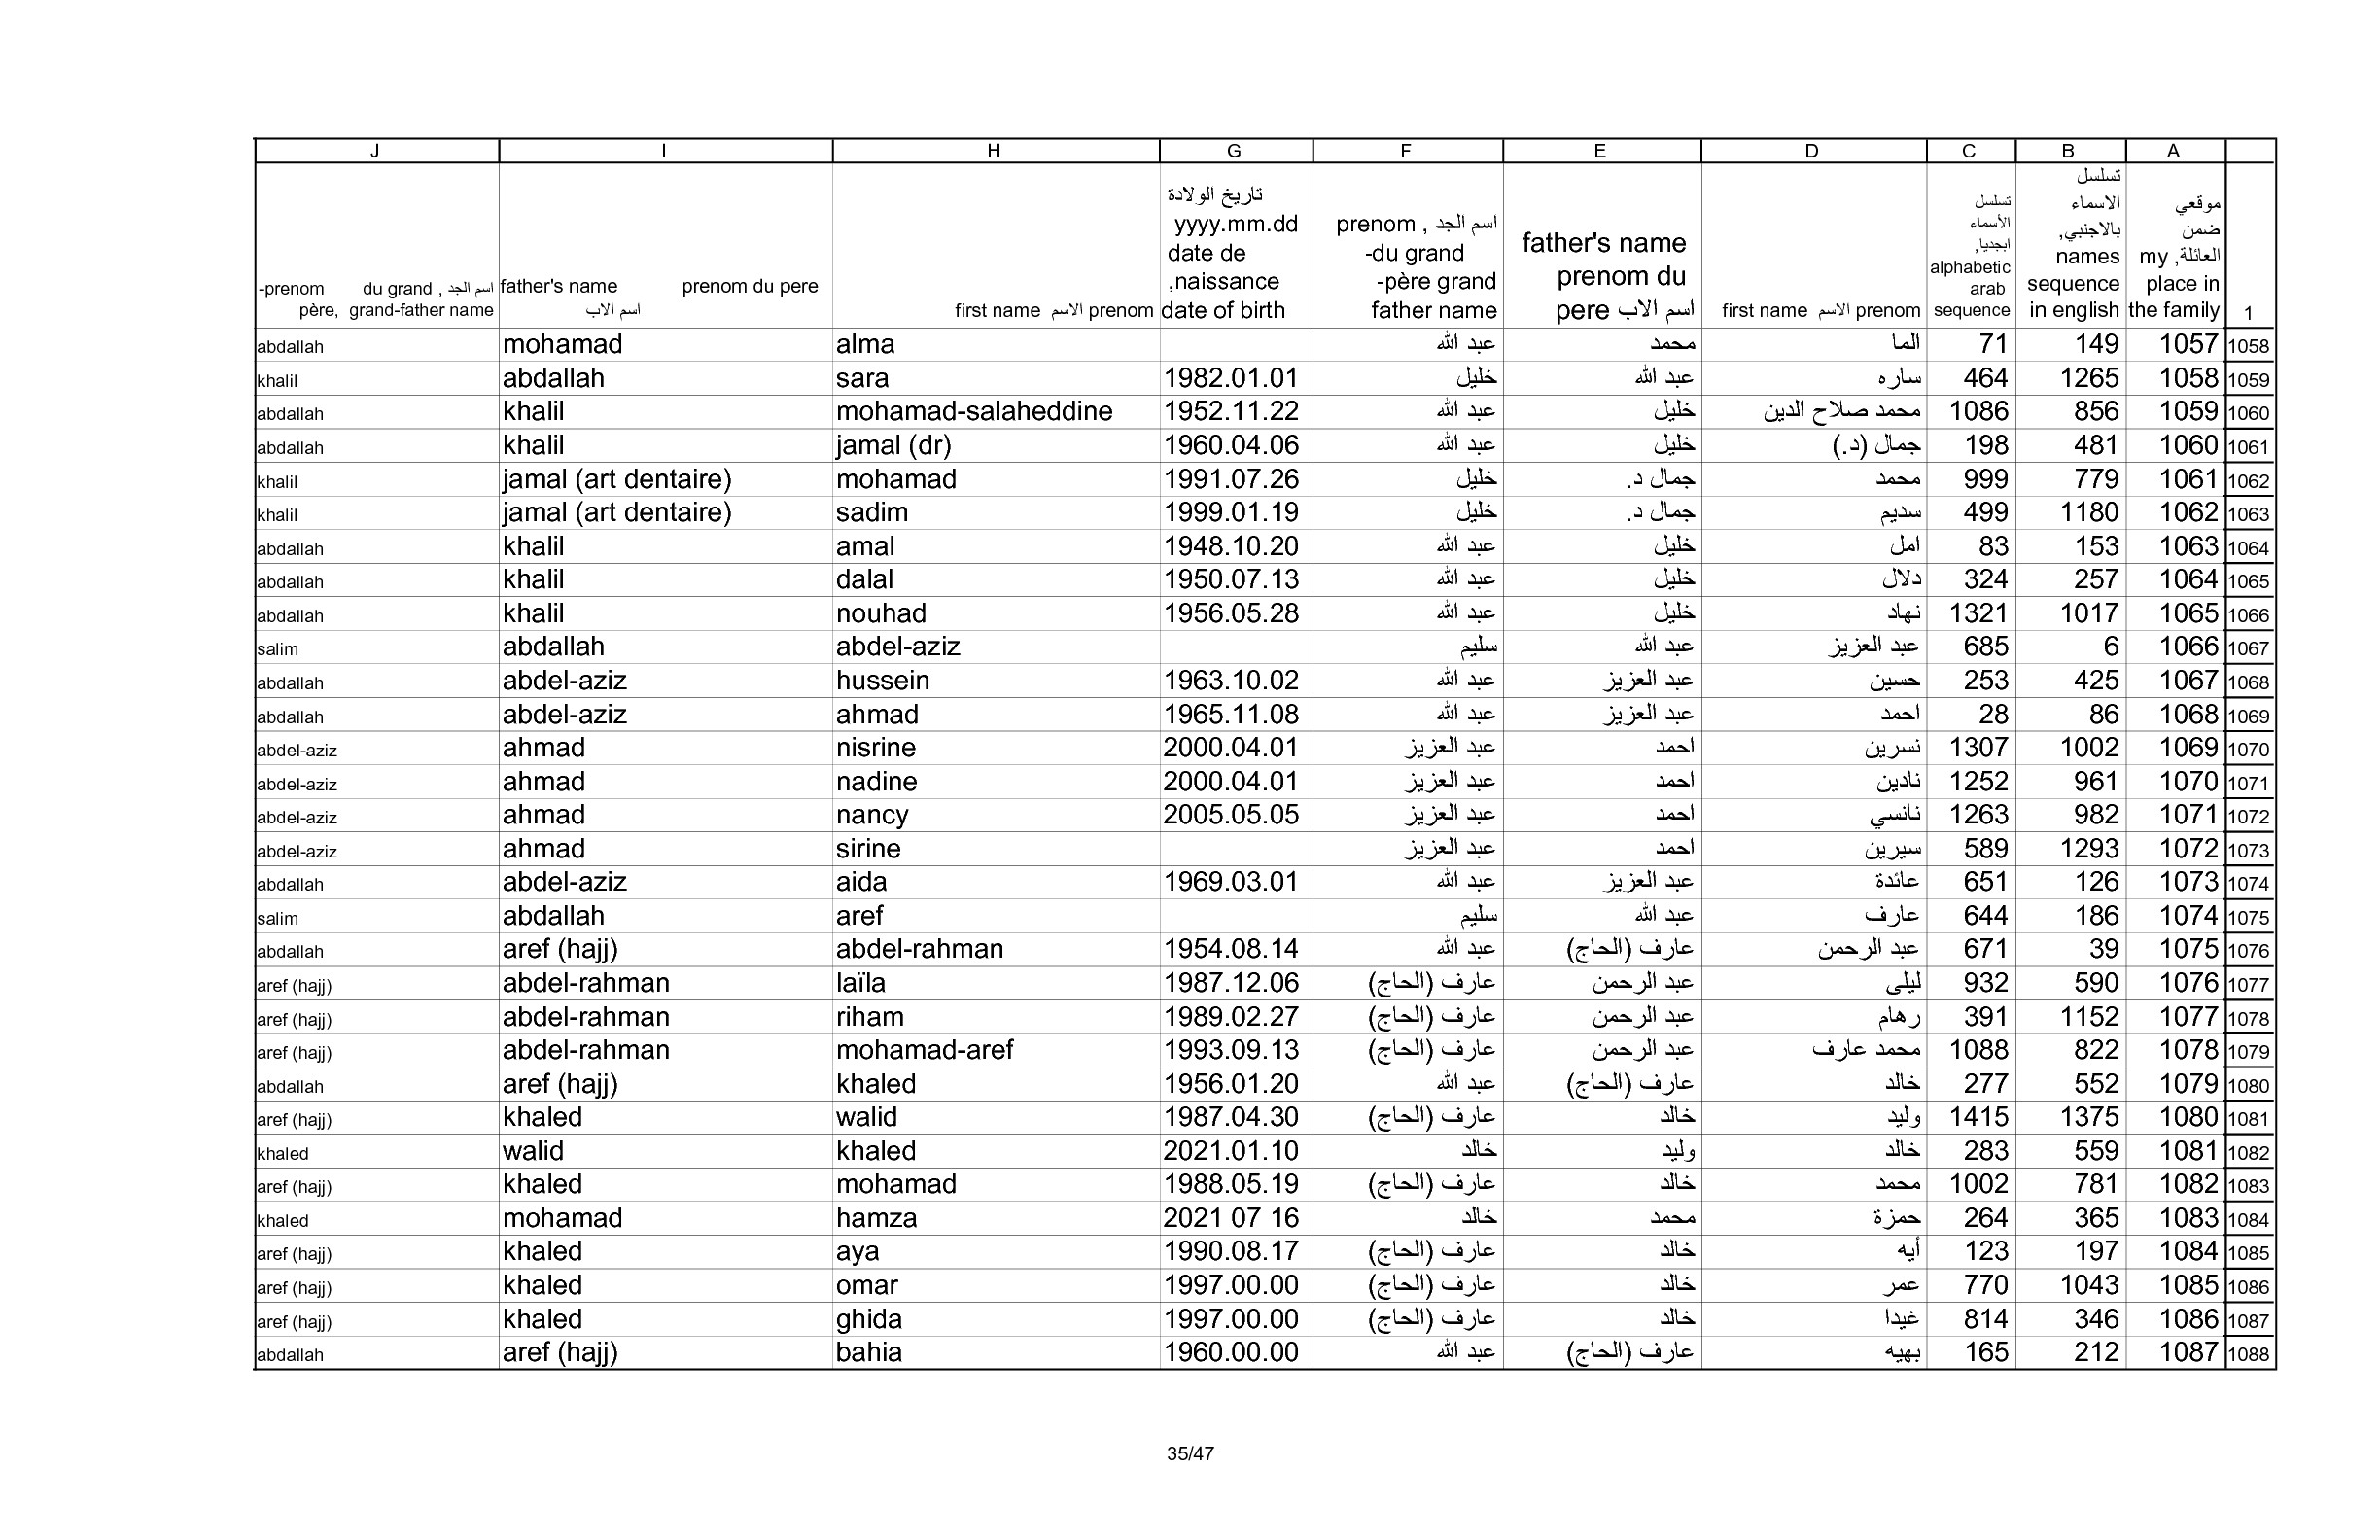 J I H G F E D C B A
-prenom du grand , اسم الجد père, grand-father name | father's name prenom du pere اسم الاب | first name الاسم prenom | تاريخ الولادة yyyy.mm.dd date de ,naissance date of birth | prenom , اسم الجد -du grand -père grand father name | father's name prenom du pere اسم الاب | first name الاسم prenom | تسلسل الأسماء ابجديا, alphabetic arab sequence | تسلسل الاسماء بالاجنبي, names sequence in english | موقعي ضمن العائلة, my place in the family | 1
abdallah mohamad alma عبد الله محمد الما 71 149 1057 1058
khalil abdallah sara 1982.01.01 خليل عبد الله ساره 464 1265 1058 1059
abdallah khalil mohamad-salaheddine 1952.11.22 عبد الله خليل محمد صلاح الدين 1086 856 1059 1060
abdallah khalil jamal (dr) 1960.04.06 عبد الله خليل جمال (د.) 198 481 1060 1061
khalil jamal (art dentaire) mohamad 1991.07.26 خليل جمال د. محمد 999 779 1061 1062
khalil jamal (art dentaire) sadim 1999.01.19 خليل جمال د. سديم 499 1180 1062 1063
abdallah khalil amal 1948.10.20 عبد الله خليل امل 83 153 1063 1064
abdallah khalil dalal 1950.07.13 عبد الله خليل دلال 324 257 1064 1065
abdallah khalil nouhad 1956.05.28 عبد الله خليل نهاد 1321 1017 1065 1066
salim abdallah abdel-aziz سليم عبد الله عبد العزيز 685 6 1066 1067
abdallah abdel-aziz hussein 1963.10.02 عبد الله عبد العزيز حسين 253 425 1067 1068
abdallah abdel-aziz ahmad 1965.11.08 عبد الله عبد العزيز احمد 28 86 1068 1069
abdel-aziz ahmad nisrine 2000.04.01 عبد العزيز احمد نسرين 1307 1002 1069 1070
abdel-aziz ahmad nadine 2000.04.01 عبد العزيز احمد نادين 1252 961 1070 1071
abdel-aziz ahmad nancy 2005.05.05 عبد العزيز احمد نانسي 1263 982 1071 1072
abdel-aziz ahmad sirine عبد العزيز احمد سيرين 589 1293 1072 1073
abdallah abdel-aziz aida 1969.03.01 عبد الله عبد العزيز عائدة 651 126 1073 1074
salim abdallah aref سليم عبد الله عارف 644 186 1074 1075
abdallah aref (hajj) abdel-rahman 1954.08.14 عبد الله عارف (الحاج) عبد الرحمن 671 39 1075 1076
aref (hajj) abdel-rahman laïla 1987.12.06 عارف (الحاج) عبد الرحمن ليلى 932 590 1076 1077
aref (hajj) abdel-rahman riham 1989.02.27 عارف (الحاج) عبد الرحمن رهام 391 1152 1077 1078
aref (hajj) abdel-rahman mohamad-aref 1993.09.13 عارف (الحاج) عبد الرحمن محمد عارف 1088 822 1078 1079
abdallah aref (hajj) khaled 1956.01.20 عبد الله عارف (الحاج) خالد 277 552 1079 1080
aref (hajj) khaled walid 1987.04.30 عارف (الحاج) خالد وليد 1415 1375 1080 1081
khaled walid khaled 2021.01.10 خالد وليد خالد 283 559 1081 1082
aref (hajj) khaled mohamad 1988.05.19 عارف (الحاج) خالد محمد 1002 781 1082 1083
khaled mohamad hamza 2021 07 16 خالد محمد حمزة 264 365 1083 1084
aref (hajj) khaled aya 1990.08.17 عارف (الحاج) خالد أيه 123 197 1084 1085
aref (hajj) khaled omar 1997.00.00 عارف (الحاج) خالد عمر 770 1043 1085 1086
aref (hajj) khaled ghida 1997.00.00 عارف (الحاج) خالد غيدا 814 346 1086 1087
abdallah aref (hajj) bahia 1960.00.00 عبد الله عارف (الحاج) بهيه 165 212 1087 1088
35/47